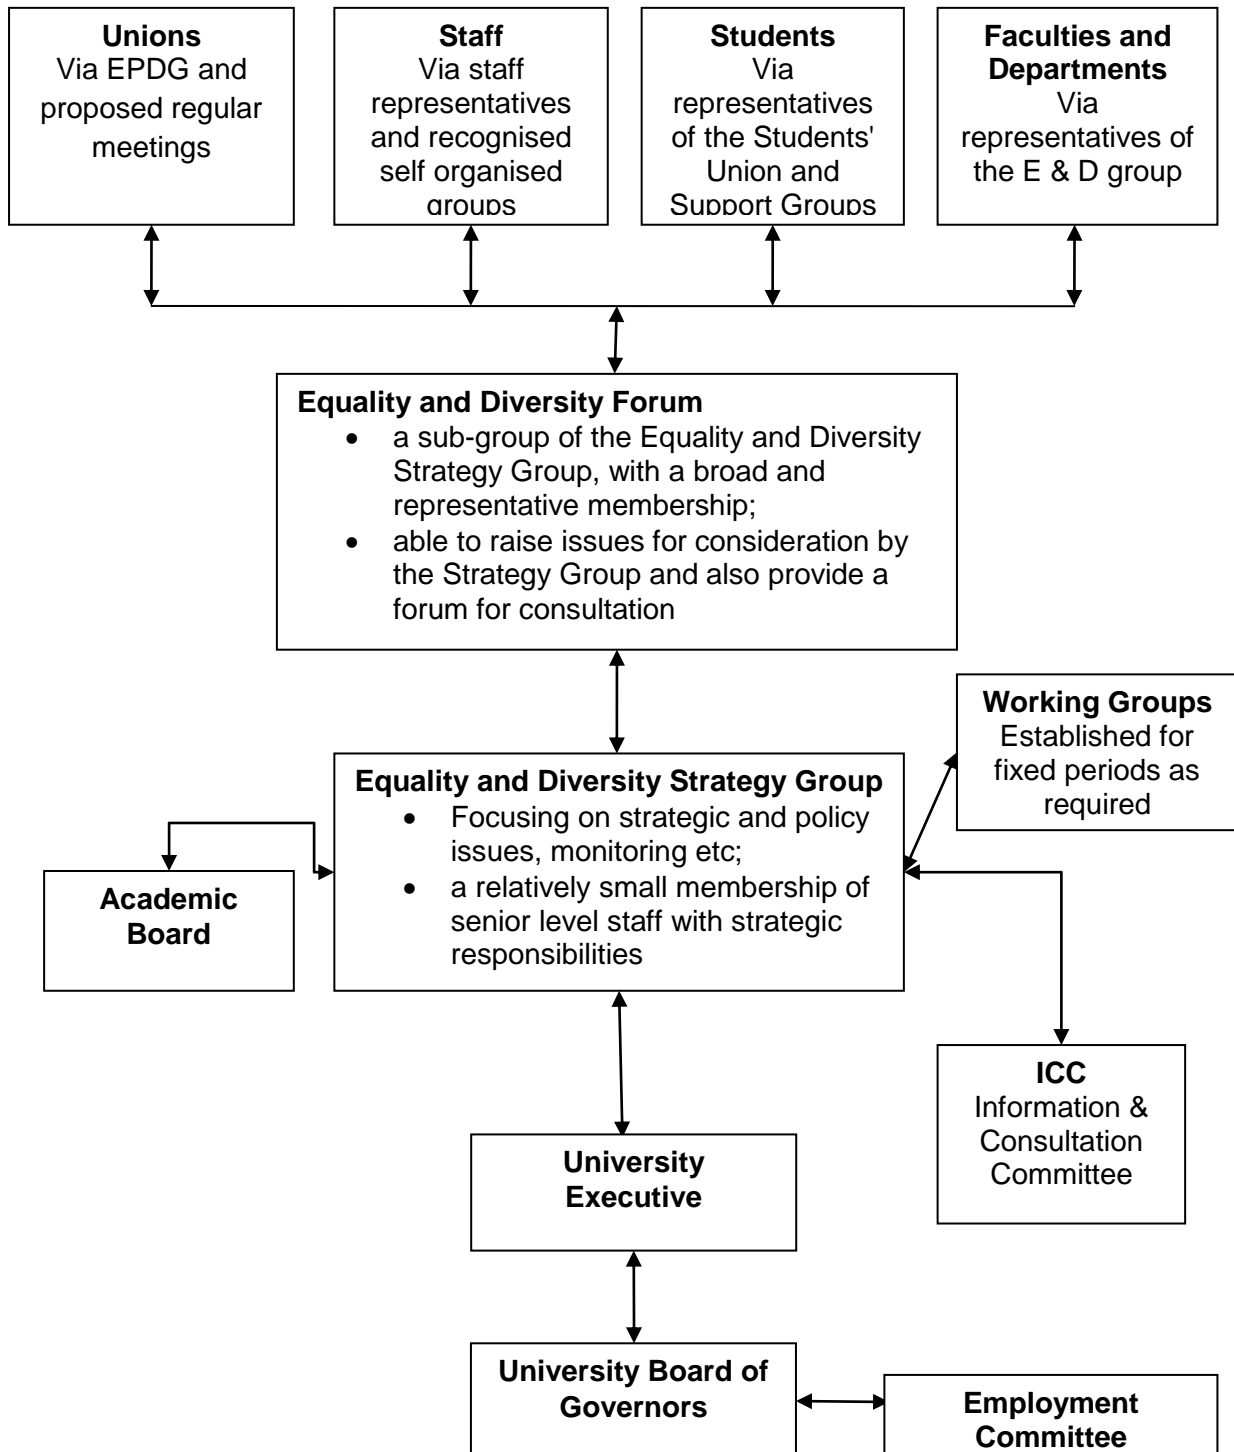 Unions
Via EPDG and
proposed regular
meetings
Staff
Via staff
representatives
and recognised
self organised
groups
Students
Via
representatives
of the Students'
Union and
Support Groups
Faculties and
Departments
Via
representatives of
the E & D group
Equality and Diversity Forum
• a sub-group of the Equality and Diversity
Strategy Group, with a broad and
representative membership;
• able to raise issues for consideration by
the Strategy Group and also provide a
forum for consultation
Working Groups
Established for
fixed periods as
required
Equality and Diversity Strategy Group
• Focusing on strategic and policy
issues, monitoring etc;
• a relatively small membership of
senior level staff with strategic
responsibilities
Academic
Board
ICC
Information &
Consultation
Committee
University
Executive
University Board of
Governors
Employment
Committee